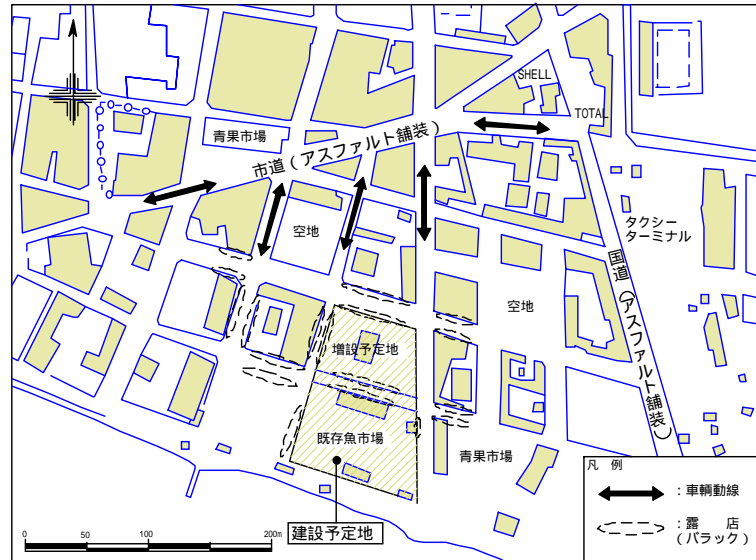 SHELL
TOTAL
青果市場
市道（アスファルト舗装）
空地
タクシー
ターミナル
国道（アスファルト舗装）
空地
増設予定地
既存魚市場
青果市場
建設予定地
凡 例
：車輌動線
：露 店
（バラック）
0 50 100 200m